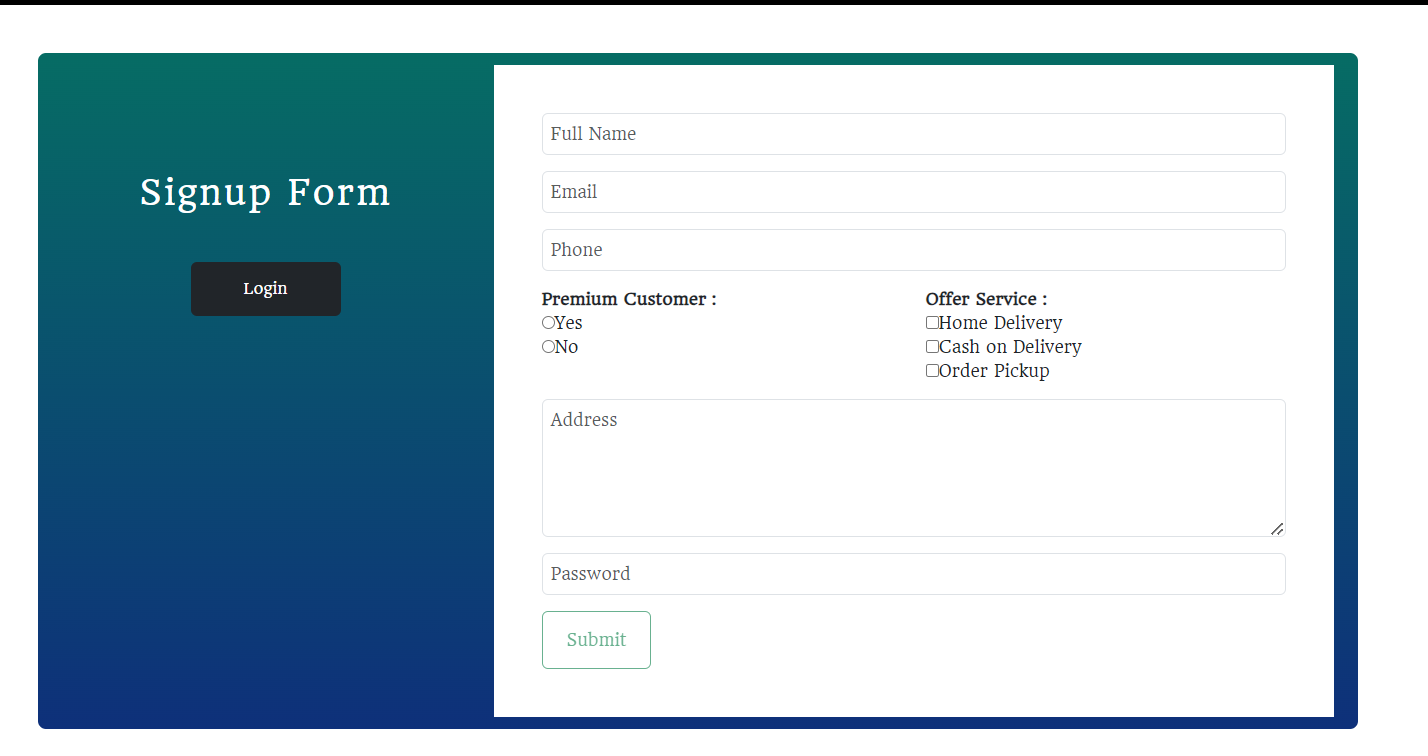 Signup Form
Login
Full Name
Email
Phone
Premium Customer :
Yes
No
Offer Service :
Home Delivery
Cash on Delivery
Order Pickup
Address
Password
Submit